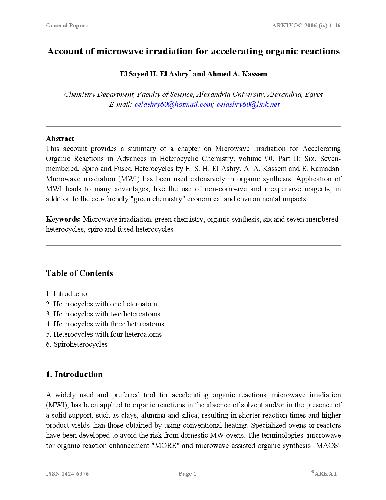 General Papers ARKIVOC 2006 (ix) 1-16
Account of microwave irradiation for accelerating organic reactions
El Sayed H. El Ashry* and Ahmed A. Kassem
Chemistry Department, Faculty of Science, Alexandria University, Alexandria, Egypt
E-mail: eelashry60@hotmail.com; eelashry60@link.net
Abstract
This account provides a summary of a chapter on Microwave Irradiation for Accelerating
Organic Reactions in Advances in Heterocyclic Chemistry, volume 90, Part II: Six, Seven-
membered, Spiro and Fused Heterocycles by E. S. H. El Ashry, A. A. Kassem and E. Ramadan.
Microwave irradiation (MWI) has been used extensively in organic synthesis. Application of
MWI leads to many advantages, like the use of non-corrosive and inexpensive reagents, in
addition to the eco-friendly "green chemistry" economical and environmental impacts.
Keywords: Microwave irradiation, green chemistry, organic synthesis, six and seven membered
heterocycles, spiro and fused heterocycles
Table of Contents
1. Introduction
2. Heterocycles with one heteroatom
3. Heterocycles with two heteroatoms
4. Heterocycles with three heteroatoms
5. Heterocycles with four heteroatoms
6. Spiroheterocycles
1. Introduction
A widely used and preferred tool for accelerating organic reactions, microwave irradiation
(MWI), has been applied to organic reactions in the absence of solvent and/or in the presence of
a solid support, such as clays, alumina and silica, resulting in shorter reaction times and higher
product yields than those obtained by using conventional heating. Specialized ovens or reactors
have been developed to avoid the risk from domestic MW ovens. The terminologies, microwave
for organic reaction enhancement "MORE" and microwave assisted organic synthesis "MAOS",
ISSN 1424-6376 Page 1 ©ARKAT